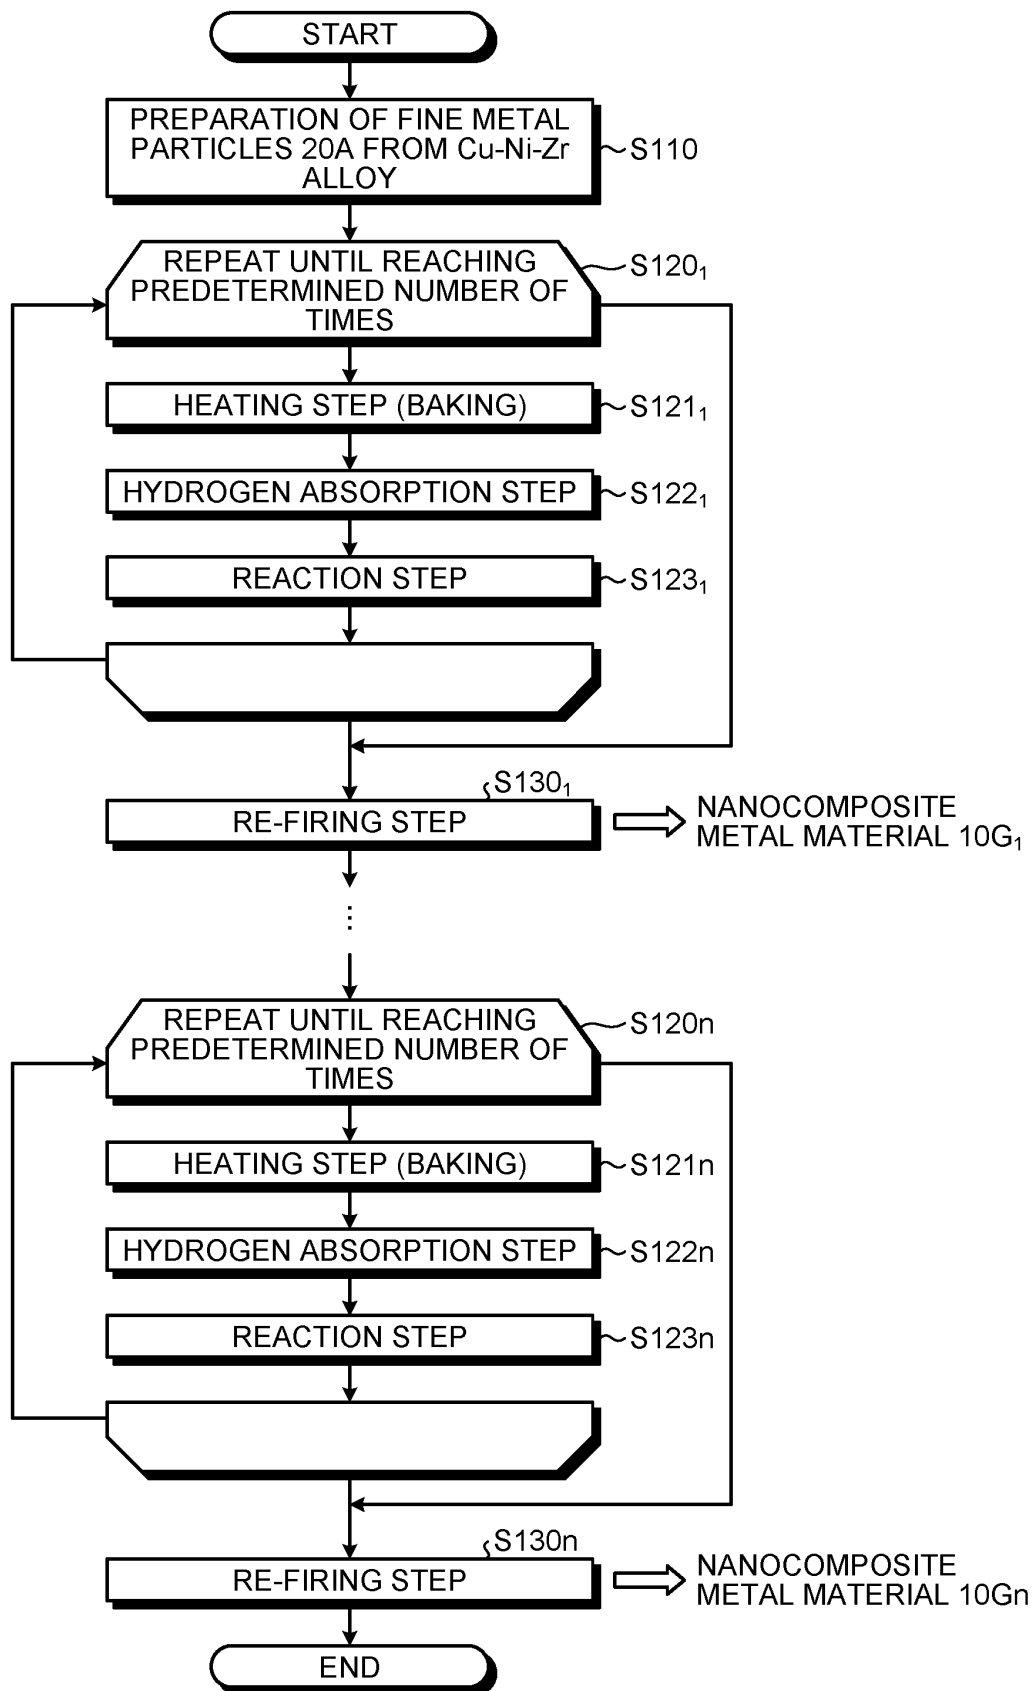 START
PREPARATION OF FINE METAL
PARTICLES 20A FROM Cu-Ni-Zr
ALLOY
S110
REPEAT UNTIL REACHING
PREDETERMINED NUMBER OF
TIMES
S120₁
HEATING STEP (BAKING)
S121₁
HYDROGEN ABSORPTION STEP
S122₁
REACTION STEP
S123₁
S130₁
RE-FIRING STEP
NANOCOMPOSITE
METAL MATERIAL 10G₁
⋮
REPEAT UNTIL REACHING
PREDETERMINED NUMBER OF
TIMES
S120n
HEATING STEP (BAKING)
S121n
HYDROGEN ABSORPTION STEP
S122n
REACTION STEP
S123n
S130n
RE-FIRING STEP
NANOCOMPOSITE
METAL MATERIAL 10Gn
END